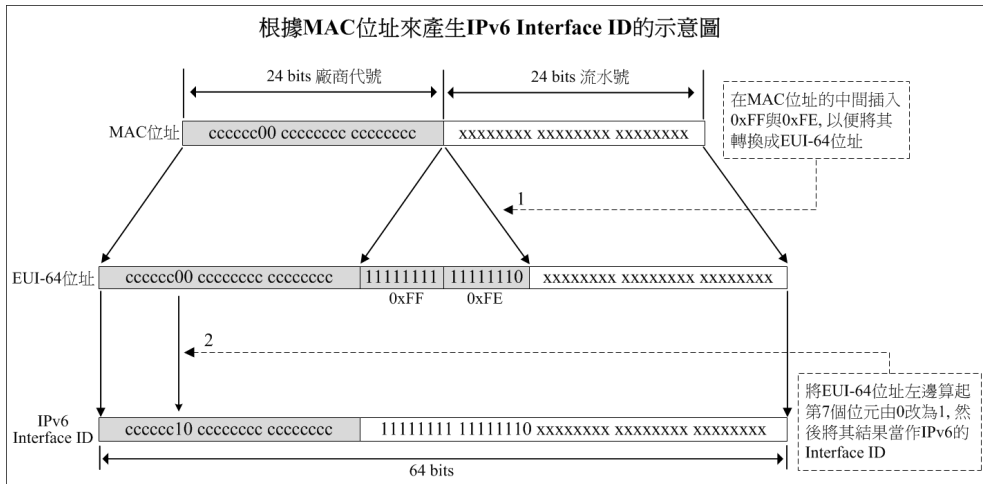 根據MAC位址來產生IPv6 Interface ID的示意圖
24 bits 廠商代號
24 bits 流水號
MAC位址
cccccc00 cccccccc cccccccc
xxxxxxxx xxxxxxxx xxxxxxxx
在MAC位址的中間插入
0xFF與0xFE, 以便將其
轉換成EUI-64位址
1
EUI-64位址
cccccc00 cccccccc cccccccc
11111111
11111110
xxxxxxxx xxxxxxxx xxxxxxxx
0xFF
0xFE
2
將EUI-64位址左邊算起
第7個位元由0改為1, 然
後將其結果當作IPv6的
Interface ID
IPv6
Interface ID
cccccc10 cccccccc cccccccc
11111111 11111110 xxxxxxxx xxxxxxxx xxxxxxxx
64 bits